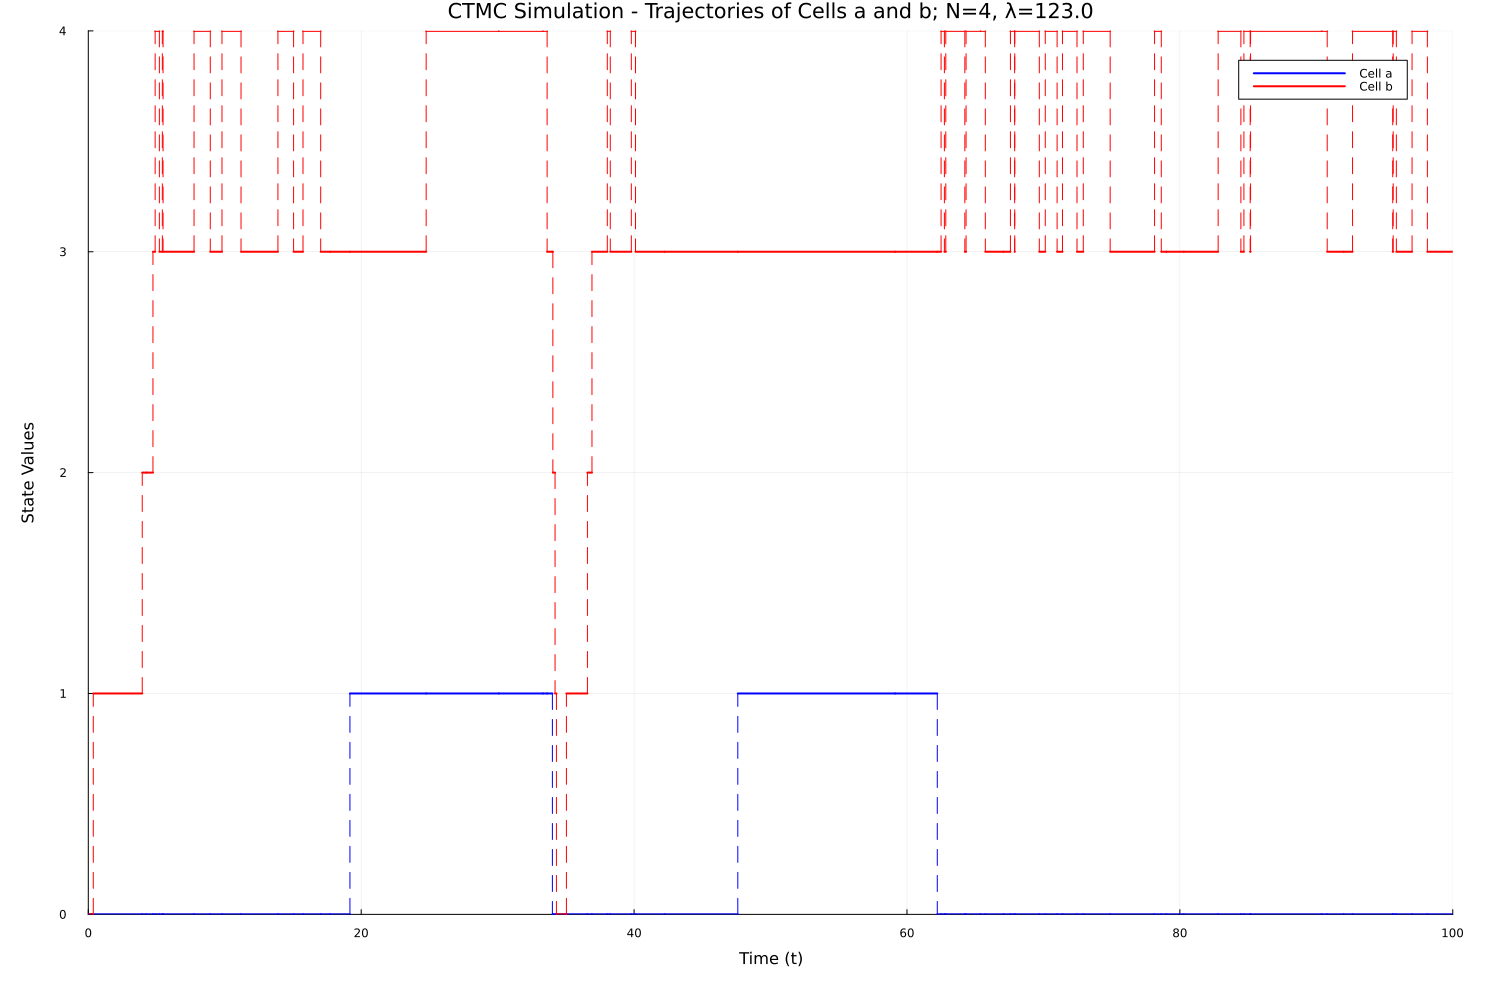 CTMC Simulation - Trajectories of Cells a and b; N=4, λ=123.0
4
Cell a
Cell b
3
State Values
2
1
0
0 20 40 60 80 100
Time (t)